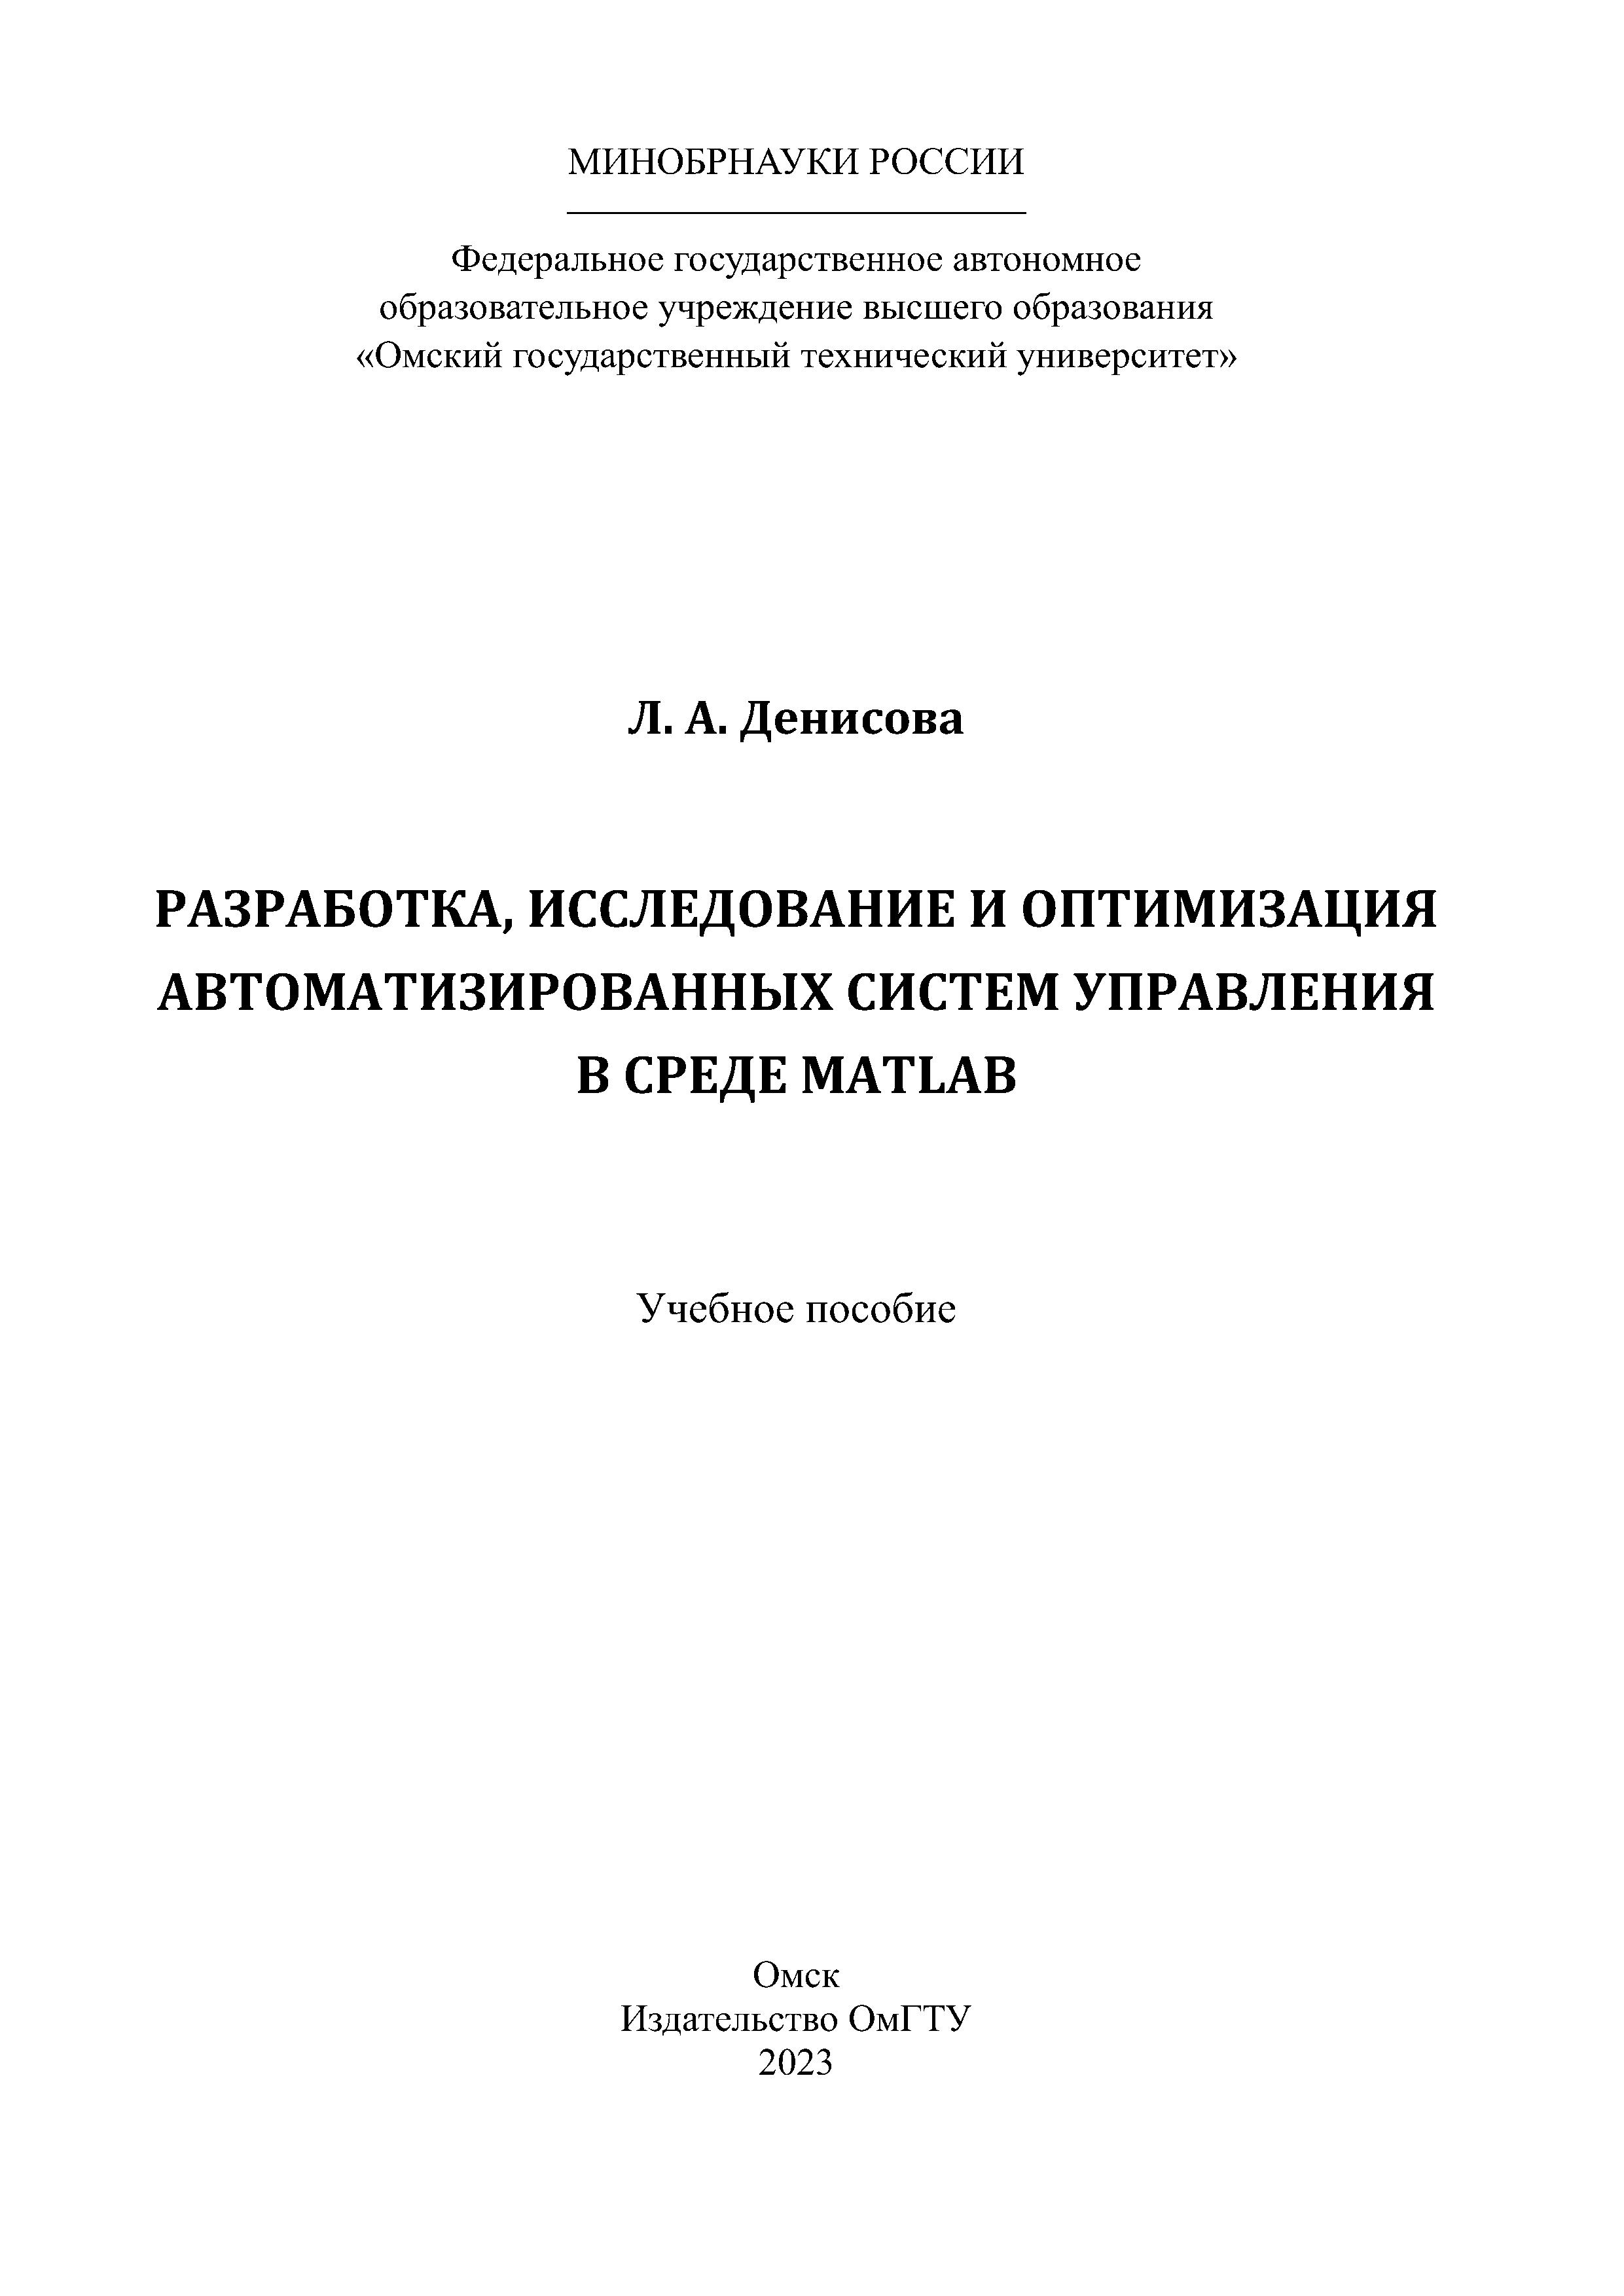 МИНОБРНАУКИ РОССИИ
Федеральное государственное автономное
образовательное учреждение высшего образования
«Омский государственный технический университет»
Л. А. Денисова
РАЗРАБОТКА, ИССЛЕДОВАНИЕ И ОПТИМИЗАЦИЯ
АВТОМАТИЗИРОВАННЫХ СИСТЕМ УПРАВЛЕНИЯ
В СРЕДЕ MATLAB
Учебное пособие
Омск
Издательство ОмГТУ
2023